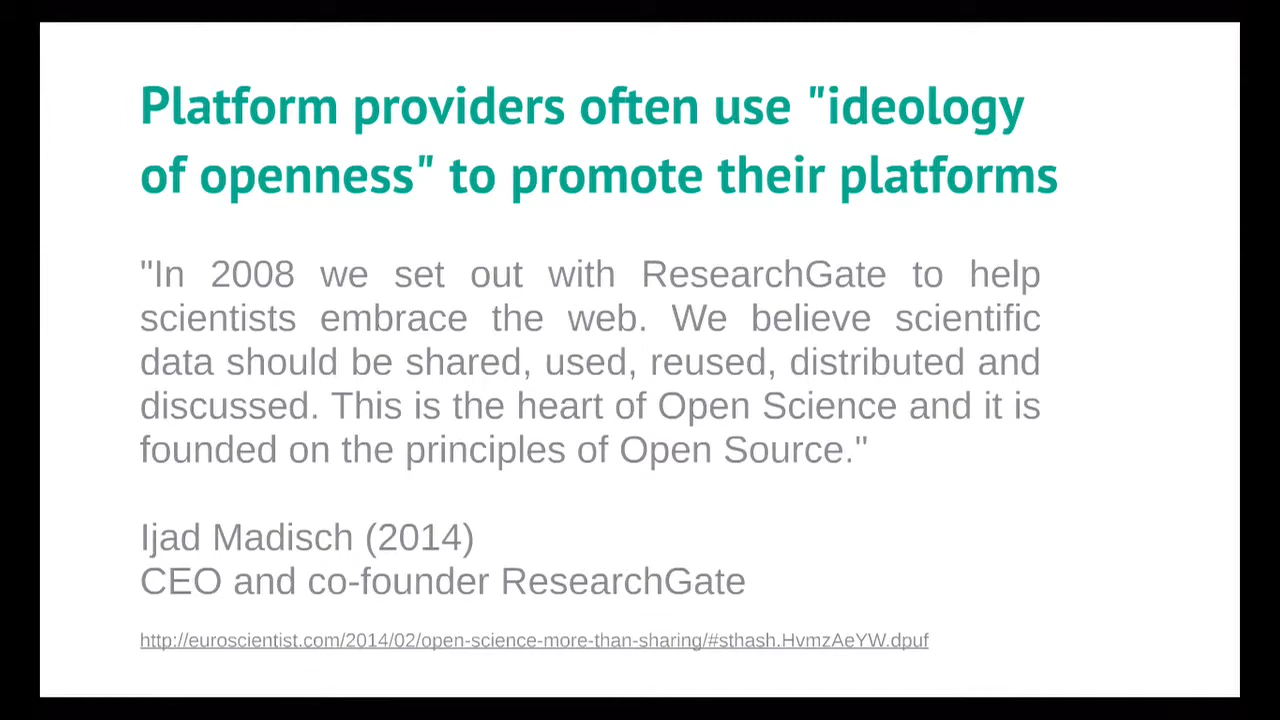 Platform providers often use "ideology
of openness" to promote their platforms
"In 2008 we set out with ResearchGate to help
scientists embrace the web. We believe scientific
data should be shared, used, reused, distributed and
discussed. This is the heart of Open Science and it is
founded on the principles of Open Source."
Ijad Madisch (2014)
CEO and co-founder ResearchGate
http://euroscientist.com/2014/02/open-science-more-than-sharing/#sthash.HvmzAeYW.dpuf